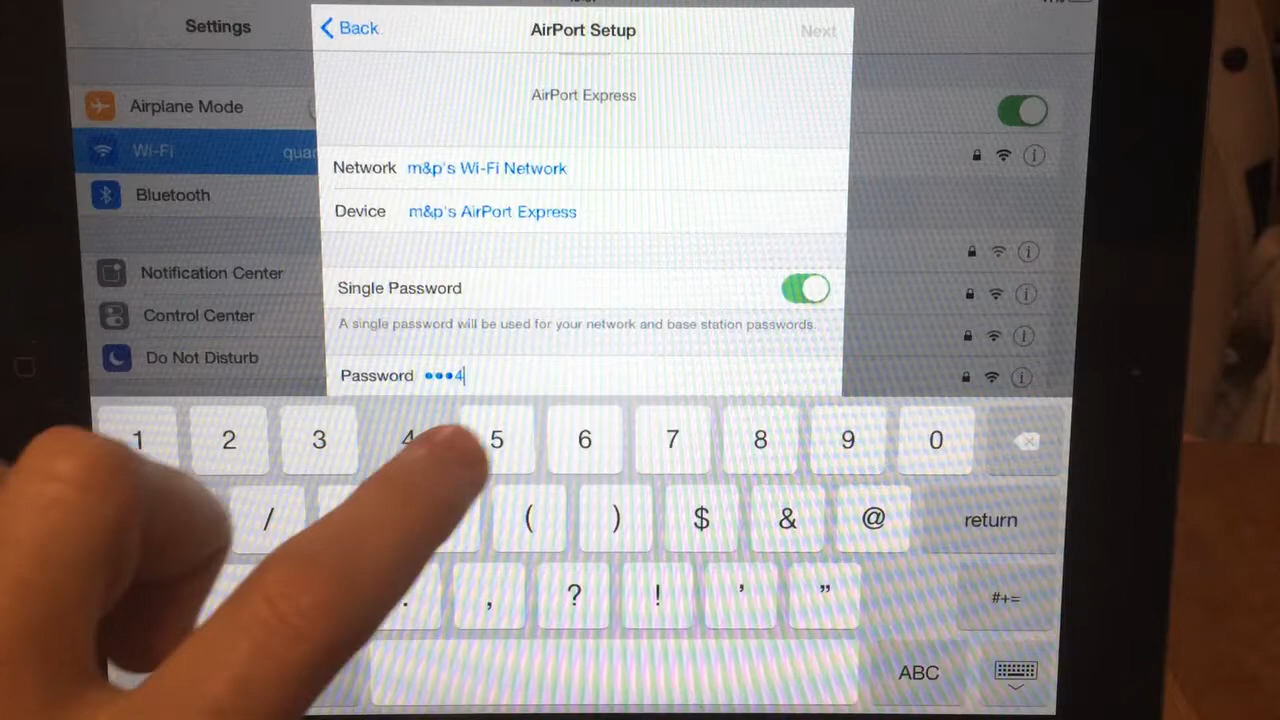 Settings
Back
AirPort Setup
Next
AirPort Express
Airplane Mode
Wi-Fi
Bluetooth
Notification Center
Control Center
Do Not Disturb
Network m&p's Wi-Fi Network
Device m&p's AirPort Express
Single Password
A single password will be used for your network and base station passwords.
Password •••4
1 2 3 4 5 6 7 8 9 0
/ ( ) $ & @ return
. , ? ! ' " #+=
ABC